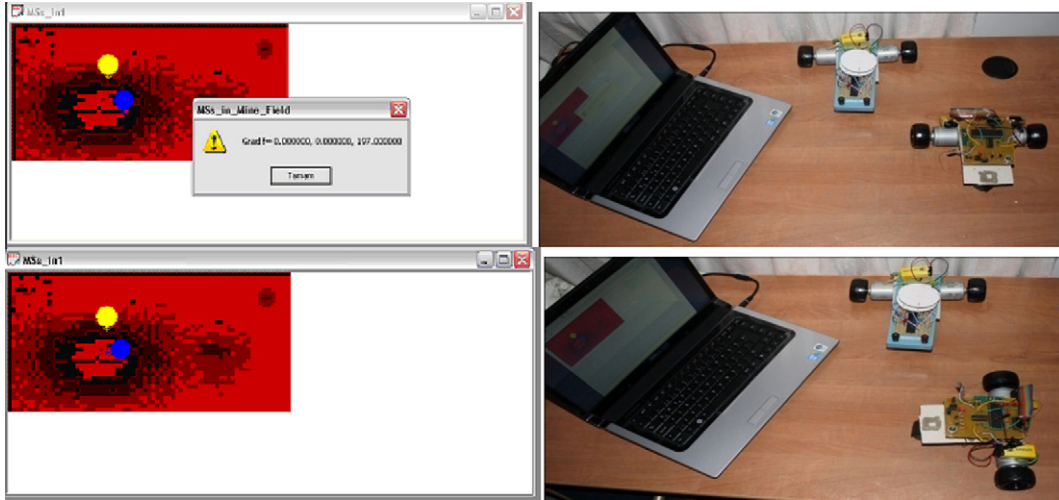 MSs_in1
MSs_in_Mine_Field
Grad f= 0.000000, 0.000000, 197.000000
Tamam
MSs_in1